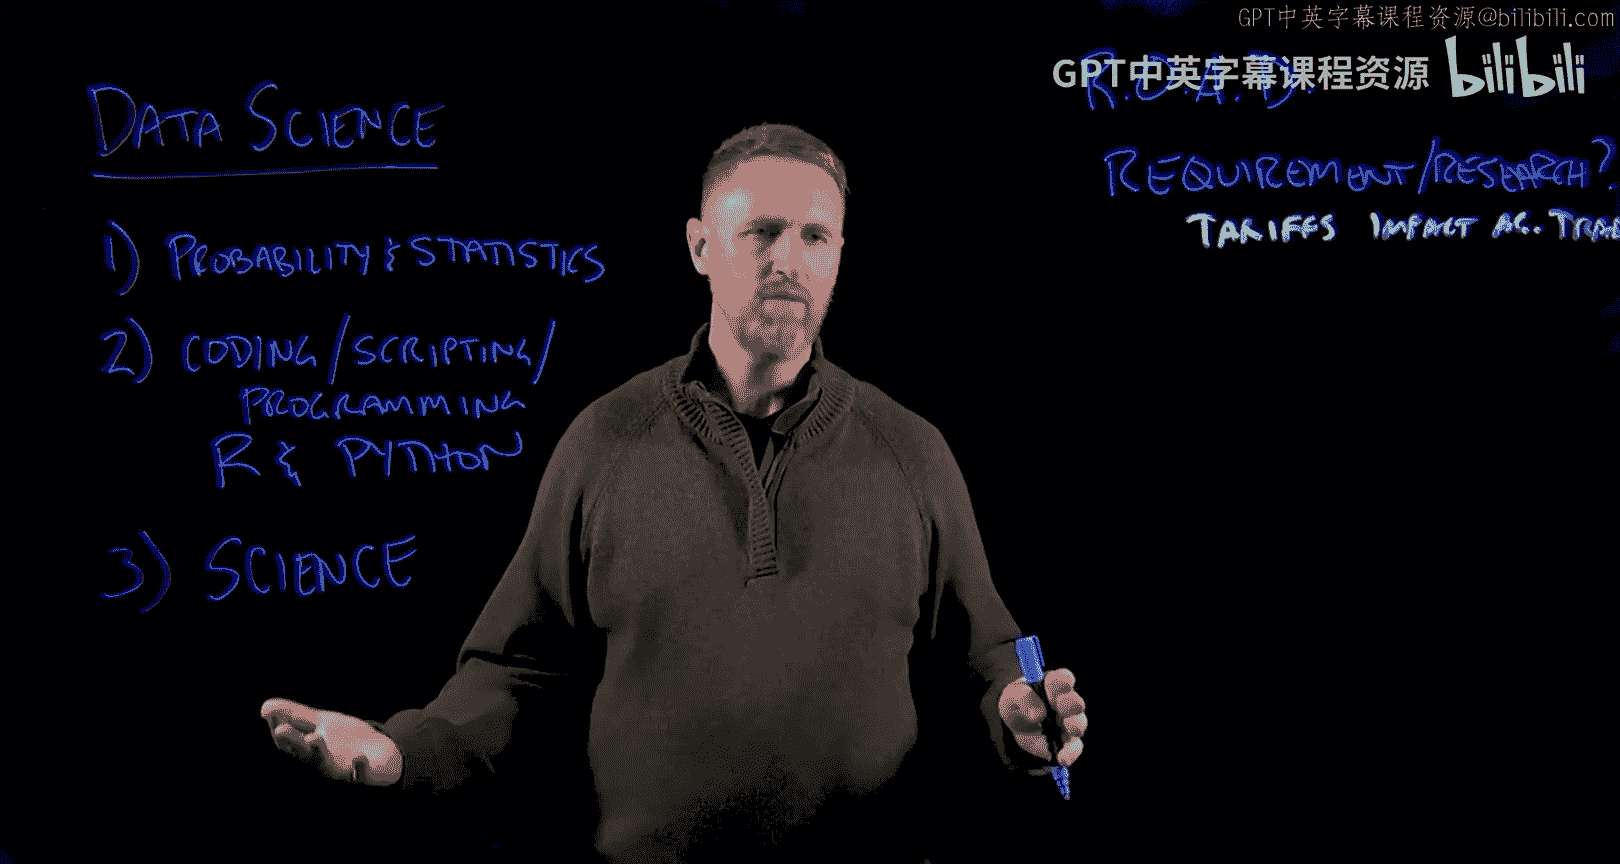 GPT中英字幕课程资源@bilibili.com
GPT中英字幕课程资源 bilibili
R.O.A.D.
DATA SCIENCE
1) PROBABILITY & STATISTICS
2) CODING/SCRIPTING/
PROGRAMMING
R & PYTHON
3) SCIENCE
REQUIREMENT/RESEARCH?
TARIFFS IMPACT AG.